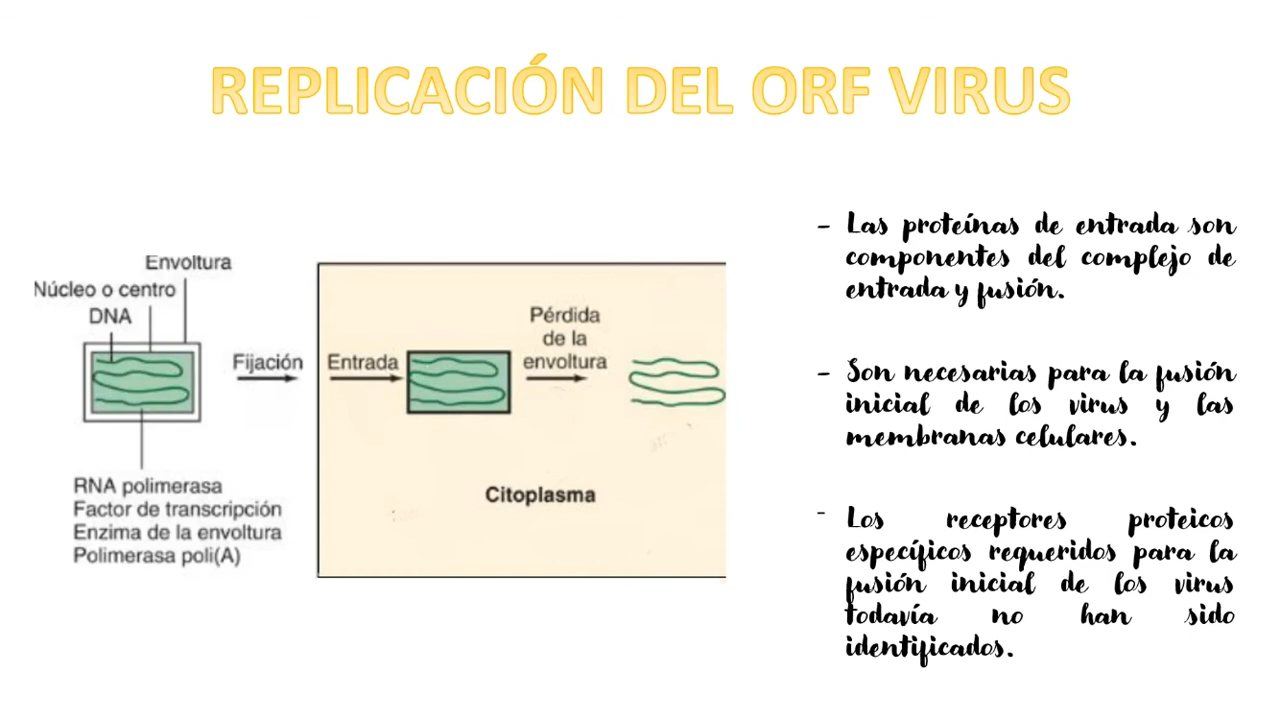 REPLICACIÓN DEL ORF VIRUS
Envoltura
Núcleo o centro
DNA
Fijación
Entrada
Pérdida
de la
envoltura
RNA polimerasa
Factor de transcripción
Enzima de la envoltura
Polimerasa poli(A)
Citoplasma
- Las proteínas de entrada son
componentes del complejo de
entrada y fusión.
- Son necesarias para la fusión
inicial de los virus y las
membranas celulares.
- Los receptores proteicos
específicos requeridos para la
fusión inicial de los virus
todavía no han sido
identificados.